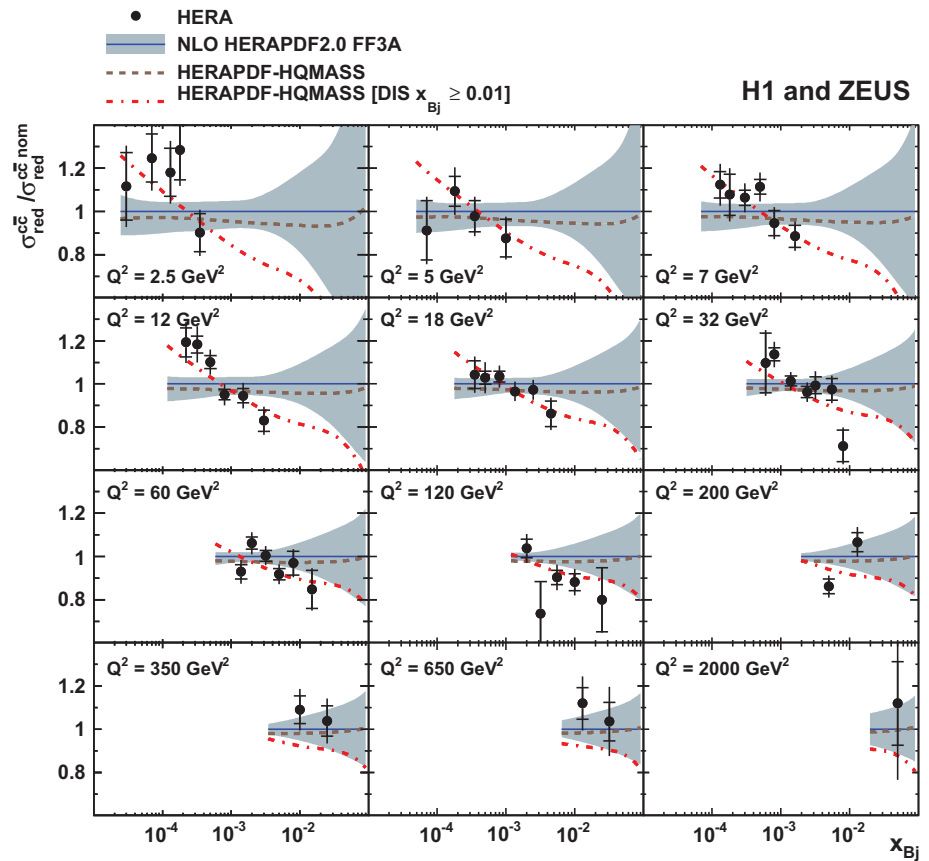 HERA
NLO HERAPDF2.0 FF3A
HERAPDF-HQMASS
HERAPDF-HQMASS [DIS x_Bj ≥ 0.01]
H1 and ZEUS
σ_red^cc̄ /σ_red^cc̄ nom
1.2
1
0.8
Q² = 2.5 GeV²
Q² = 5 GeV²
Q² = 7 GeV²
1.2
1
0.8
Q² = 12 GeV²
Q² = 18 GeV²
Q² = 32 GeV²
1.2
1
0.8
Q² = 60 GeV²
Q² = 120 GeV²
Q² = 200 GeV²
1.2
1
0.8
Q² = 350 GeV²
Q² = 650 GeV²
Q² = 2000 GeV²
10⁻⁴ 10⁻³ 10⁻² 10⁻⁴ 10⁻³ 10⁻² 10⁻⁴ 10⁻³ 10⁻²
x_Bj